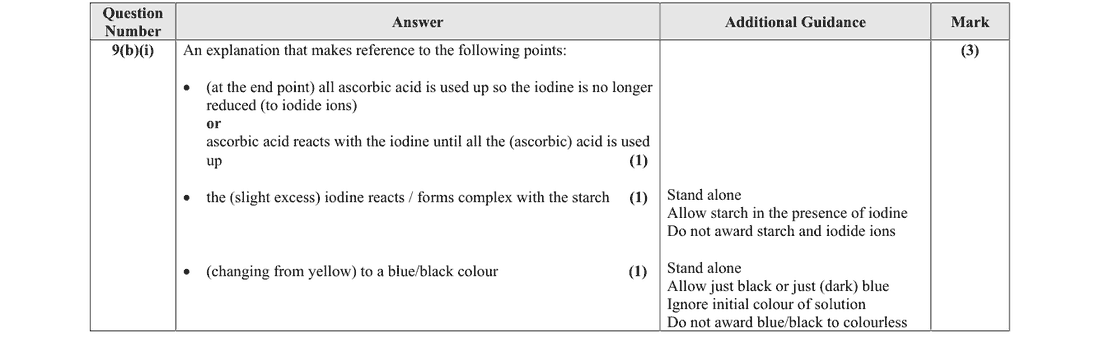 Question Number
Answer
Additional Guidance
Mark
9(b)(i)
An explanation that makes reference to the following points:
(3)
• (at the end point) all ascorbic acid is used up so the iodine is no longer
reduced (to iodide ions)
or
ascorbic acid reacts with the iodine until all the (ascorbic) acid is used
up (1)
• the (slight excess) iodine reacts / forms complex with the starch (1)
Stand alone
Allow starch in the presence of iodine
Do not award starch and iodide ions
• (changing from yellow) to a blue/black colour (1)
Stand alone
Allow just black or just (dark) blue
Ignore initial colour of solution
Do not award blue/black to colourless